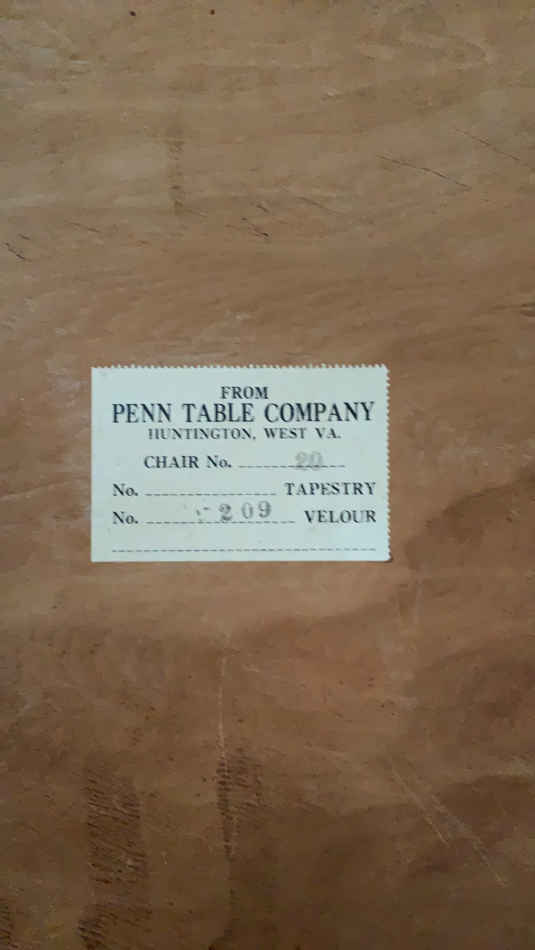 FROM
PENN TABLE COMPANY
HUNTINGTON, WEST VA.
CHAIR No. 20
No. TAPESTRY
No. 209 VELOUR